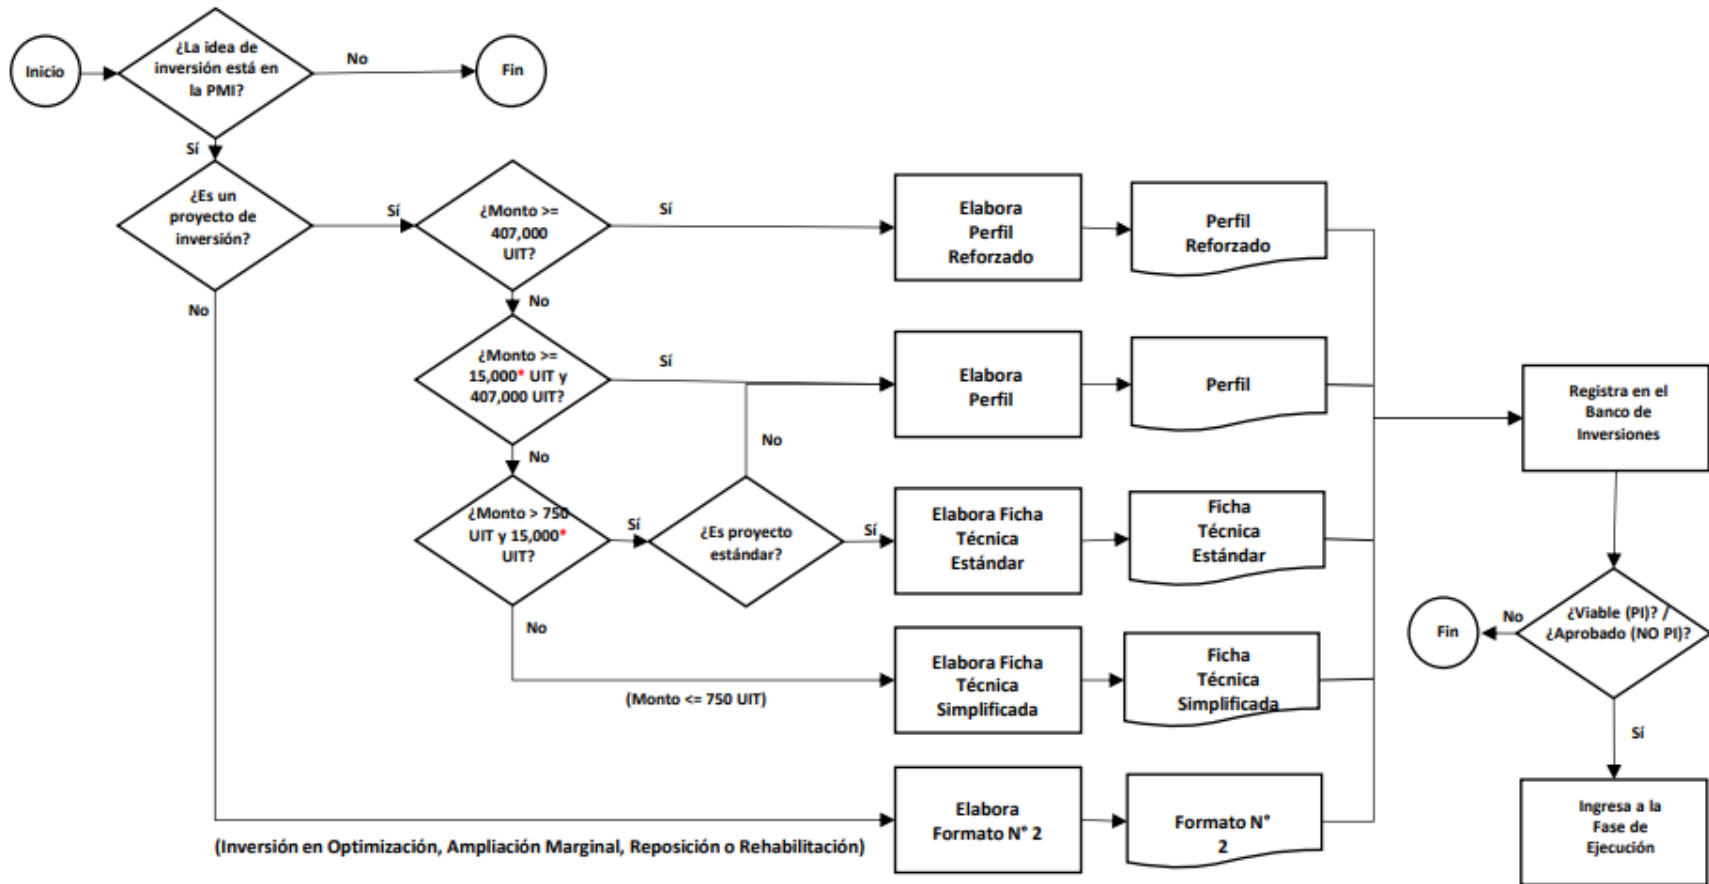 Inicio
¿La idea de
inversión está en
la PMI?
No
Fin
Sí
¿Es un
proyecto de
inversión?
Sí
¿Monto >=
407,000
UIT?
Sí
Elabora
Perfil
Reforzado
Perfil
Reforzado
No
No
¿Monto >=
15,000* UIT y
407,000 UIT?
Sí
Elabora
Perfil
Perfil
Registra en el
Banco de
Inversiones
No
No
¿Monto > 750
UIT y 15,000*
UIT?
Sí
¿Es proyecto
estándar?
Sí
Elabora Ficha
Técnica
Estándar
Ficha
Técnica
Estándar
No
(Monto <= 750 UIT)
Elabora Ficha
Técnica
Simplificada
Ficha
Técnica
Simplificada
Fin
No
¿Viable (PI)? /
¿Aprobado (NO PI)?
Sí
(Inversión en Optimización, Ampliación Marginal, Reposición o Rehabilitación)
Elabora
Formato N° 2
Formato N°
2
Ingresa a la
Fase de
Ejecución